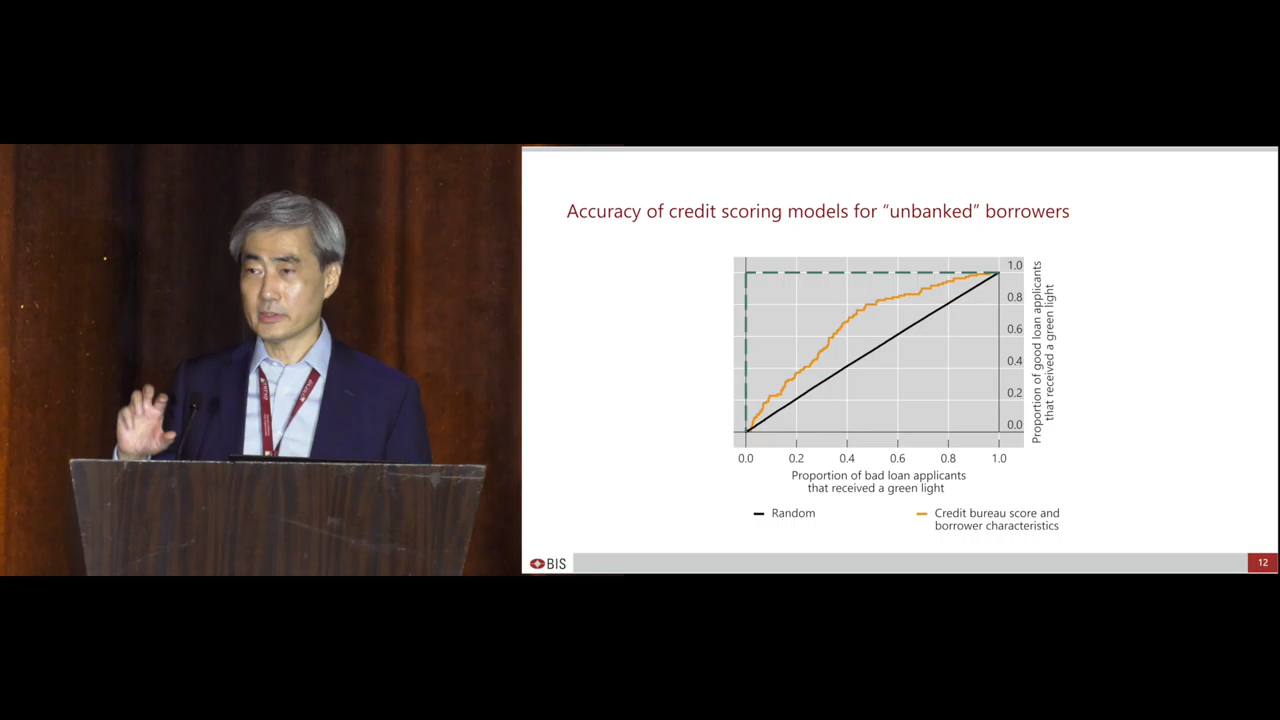 Accuracy of credit scoring models for “unbanked” borrowers
1.0
0.8
0.6
0.4
0.2
0.0
Proportion of good loan applicants
that received a green light
0.0 0.2 0.4 0.6 0.8 1.0
Proportion of bad loan applicants
that received a green light
Random
Credit bureau score and
borrower characteristics
BIS
12